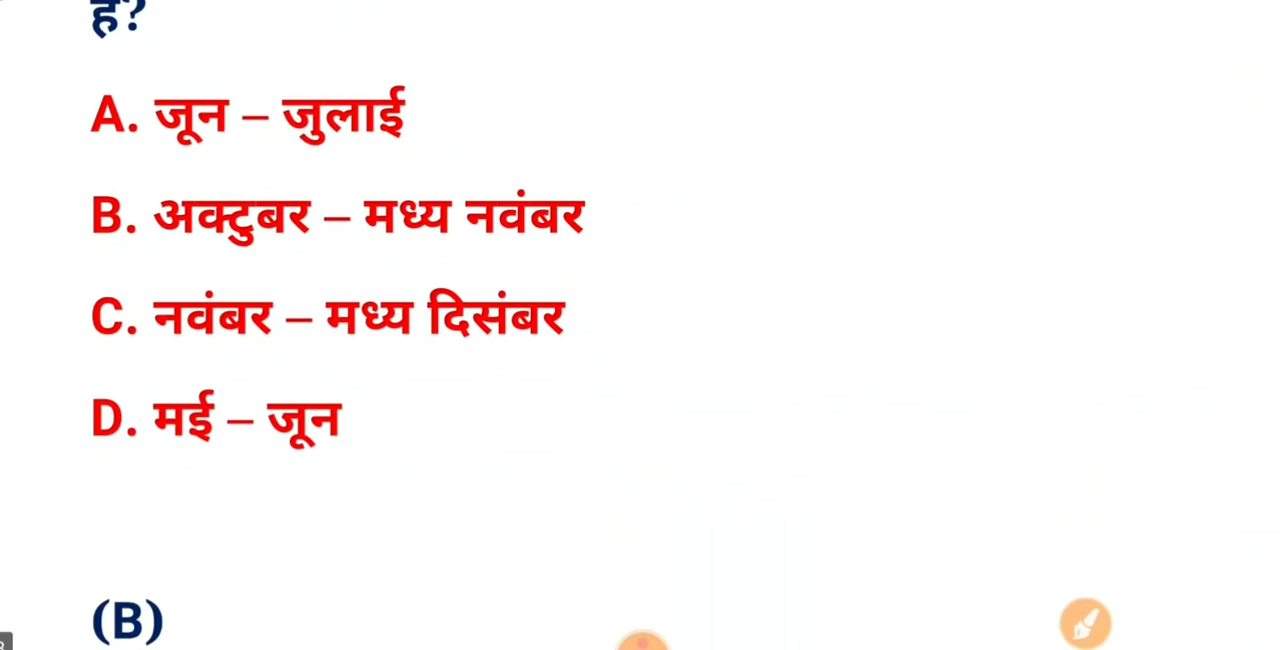 है?
A. जून – जुलाई
B. अक्टुबर – मध्य नवंबर
C. नवंबर – मध्य दिसंबर
D. मई – जून
(B)